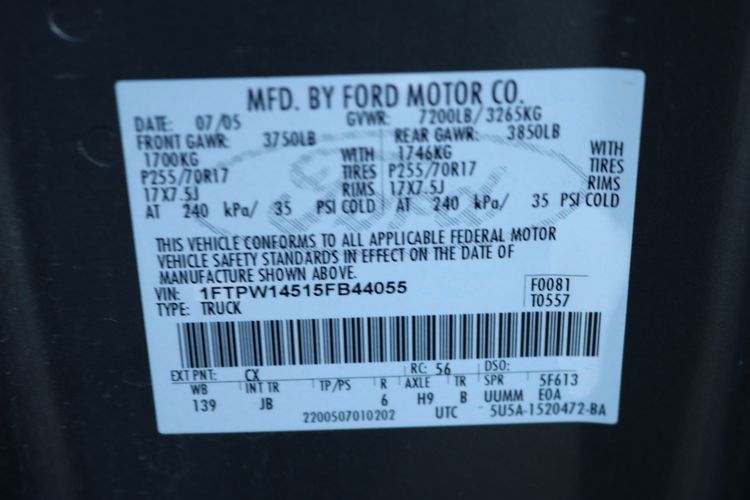 MFD. BY FORD MOTOR CO.
DATE: 07/05 GVWR: 7200LB/3265KG
FRONT GAWR: 3750LB REAR GAWR: 3850LB
1700KG WITH 1746KG WITH
P255/70R17 TIRES P255/70R17 TIRES
17X7.5J RIMS 17X7.5J RIMS
AT 240 kPa/ 35 PSI COLD AT 240 kPa/ 35 PSI COLD
THIS VEHICLE CONFORMS TO ALL APPLICABLE FEDERAL MOTOR
VEHICLE SAFETY STANDARDS IN EFFECT ON THE DATE OF
MANUFACTURE SHOWN ABOVE.
VIN: 1FTPW14515FB44055 F0081
TYPE: TRUCK T0557
EXT PNT: CX RC: 56 DSO:
WB INT TR TP/PS R AXLE TR SPR 5F613
139 JB 6 H9 B UUMM E0A
2200507010202 UTC 5U5A-1520472-BA